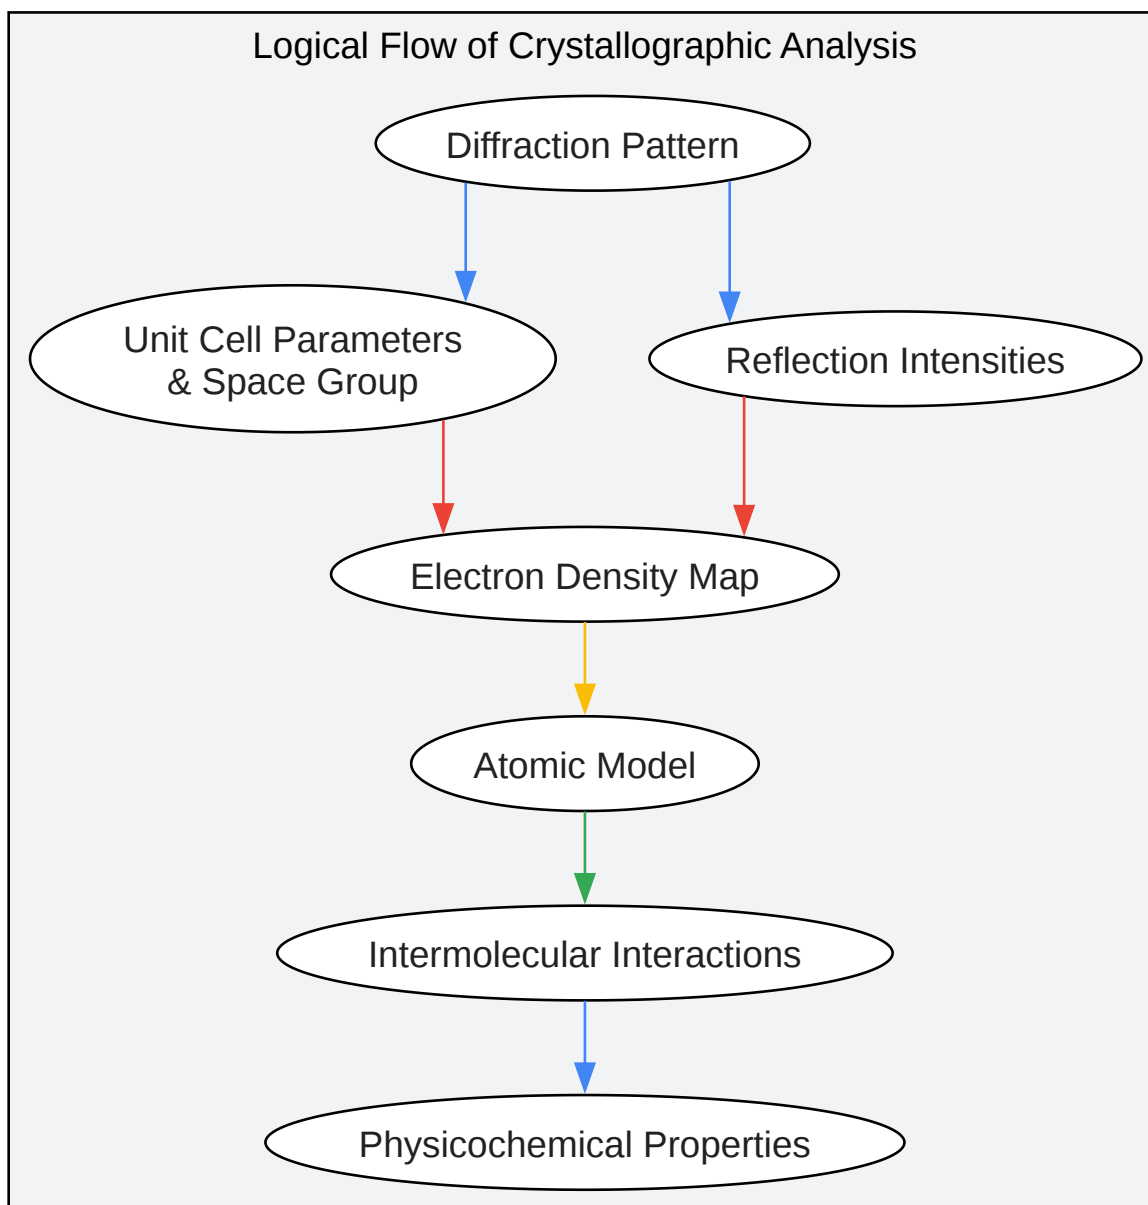 Logical Flow of Crystallographic Analysis
Diffraction Pattern
Unit Cell Parameters
& Space Group
Reflection Intensities
Electron Density Map
Atomic Model
Intermolecular Interactions
Physicochemical Properties